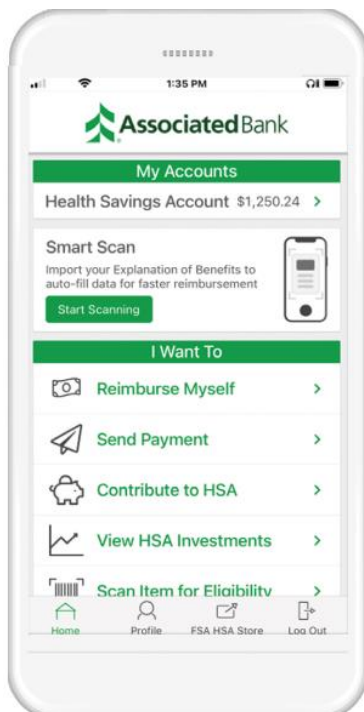 1:35 PM
AssociatedBank
My Accounts
Health Savings Account $1,250.24
Smart Scan
Import your Explanation of Benefits to
auto-fill data for faster reimbursement
Start Scanning
I Want To
Reimburse Myself
Send Payment
Contribute to HSA
View HSA Investments
Scan Item for Eligibility
Home Profile FSA HSA Store Log Out